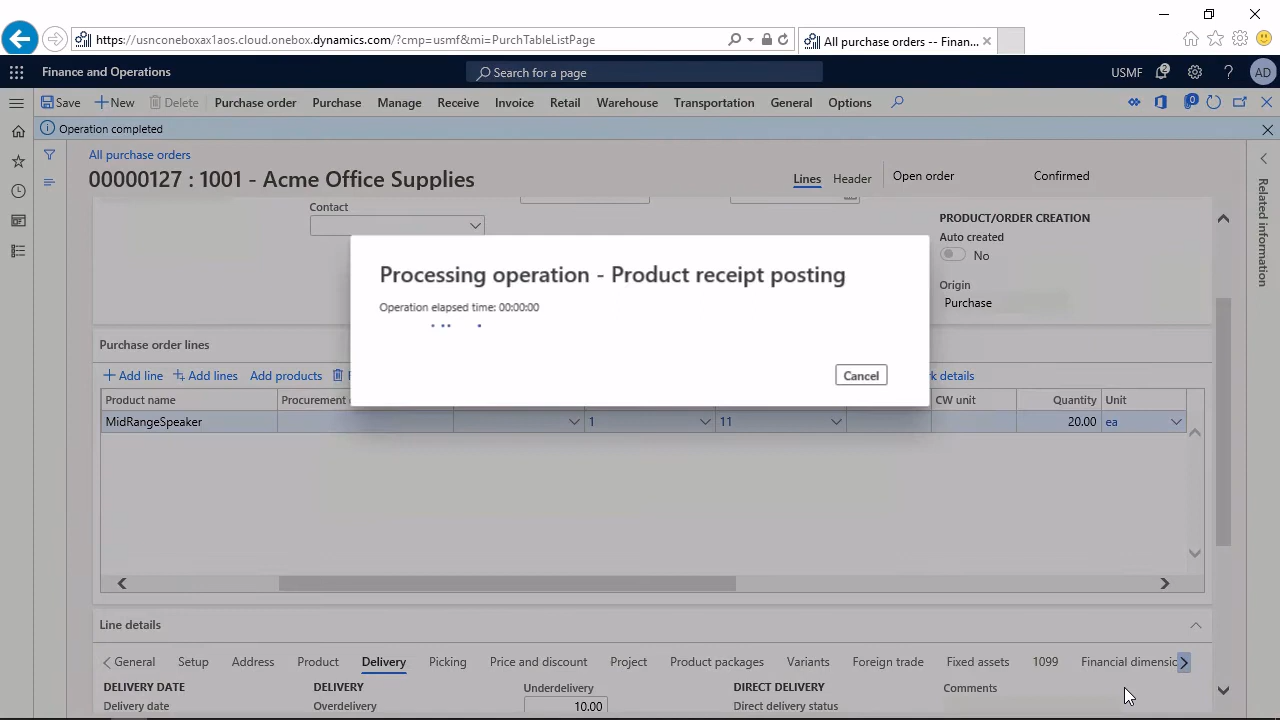 https://usnconeboxax1aos.cloud.onebox.dynamics.com/?cmp=usmf&mi=PurchTableListPage
All purchase orders -- Finan...
Finance and Operations
Search for a page
USMF
2
AD
Save
New
Delete
Purchase order
Purchase
Manage
Receive
Invoice
Retail
Warehouse
Transportation
General
Options
0
Operation completed
All purchase orders
00000127 : 1001 - Acme Office Supplies
Lines
Header
Open order
Confirmed
Contact
PRODUCT/ORDER CREATION
Auto created
No
Origin
Purchase
Related information
Processing operation - Product receipt posting
Operation elapsed time: 00:00:00
Cancel
Purchase order lines
Add line
Add lines
Add products
details
Product name
Procurement
CW unit
Quantity
Unit
MidRangeSpeaker
1
11
20.00
ea
Line details
General
Setup
Address
Product
Delivery
Picking
Price and discount
Project
Product packages
Variants
Foreign trade
Fixed assets
1099
Financial dimensic
DELIVERY DATE
DELIVERY
Underdelivery
DIRECT DELIVERY
Comments
Delivery date
Overdelivery
10.00
Direct delivery status